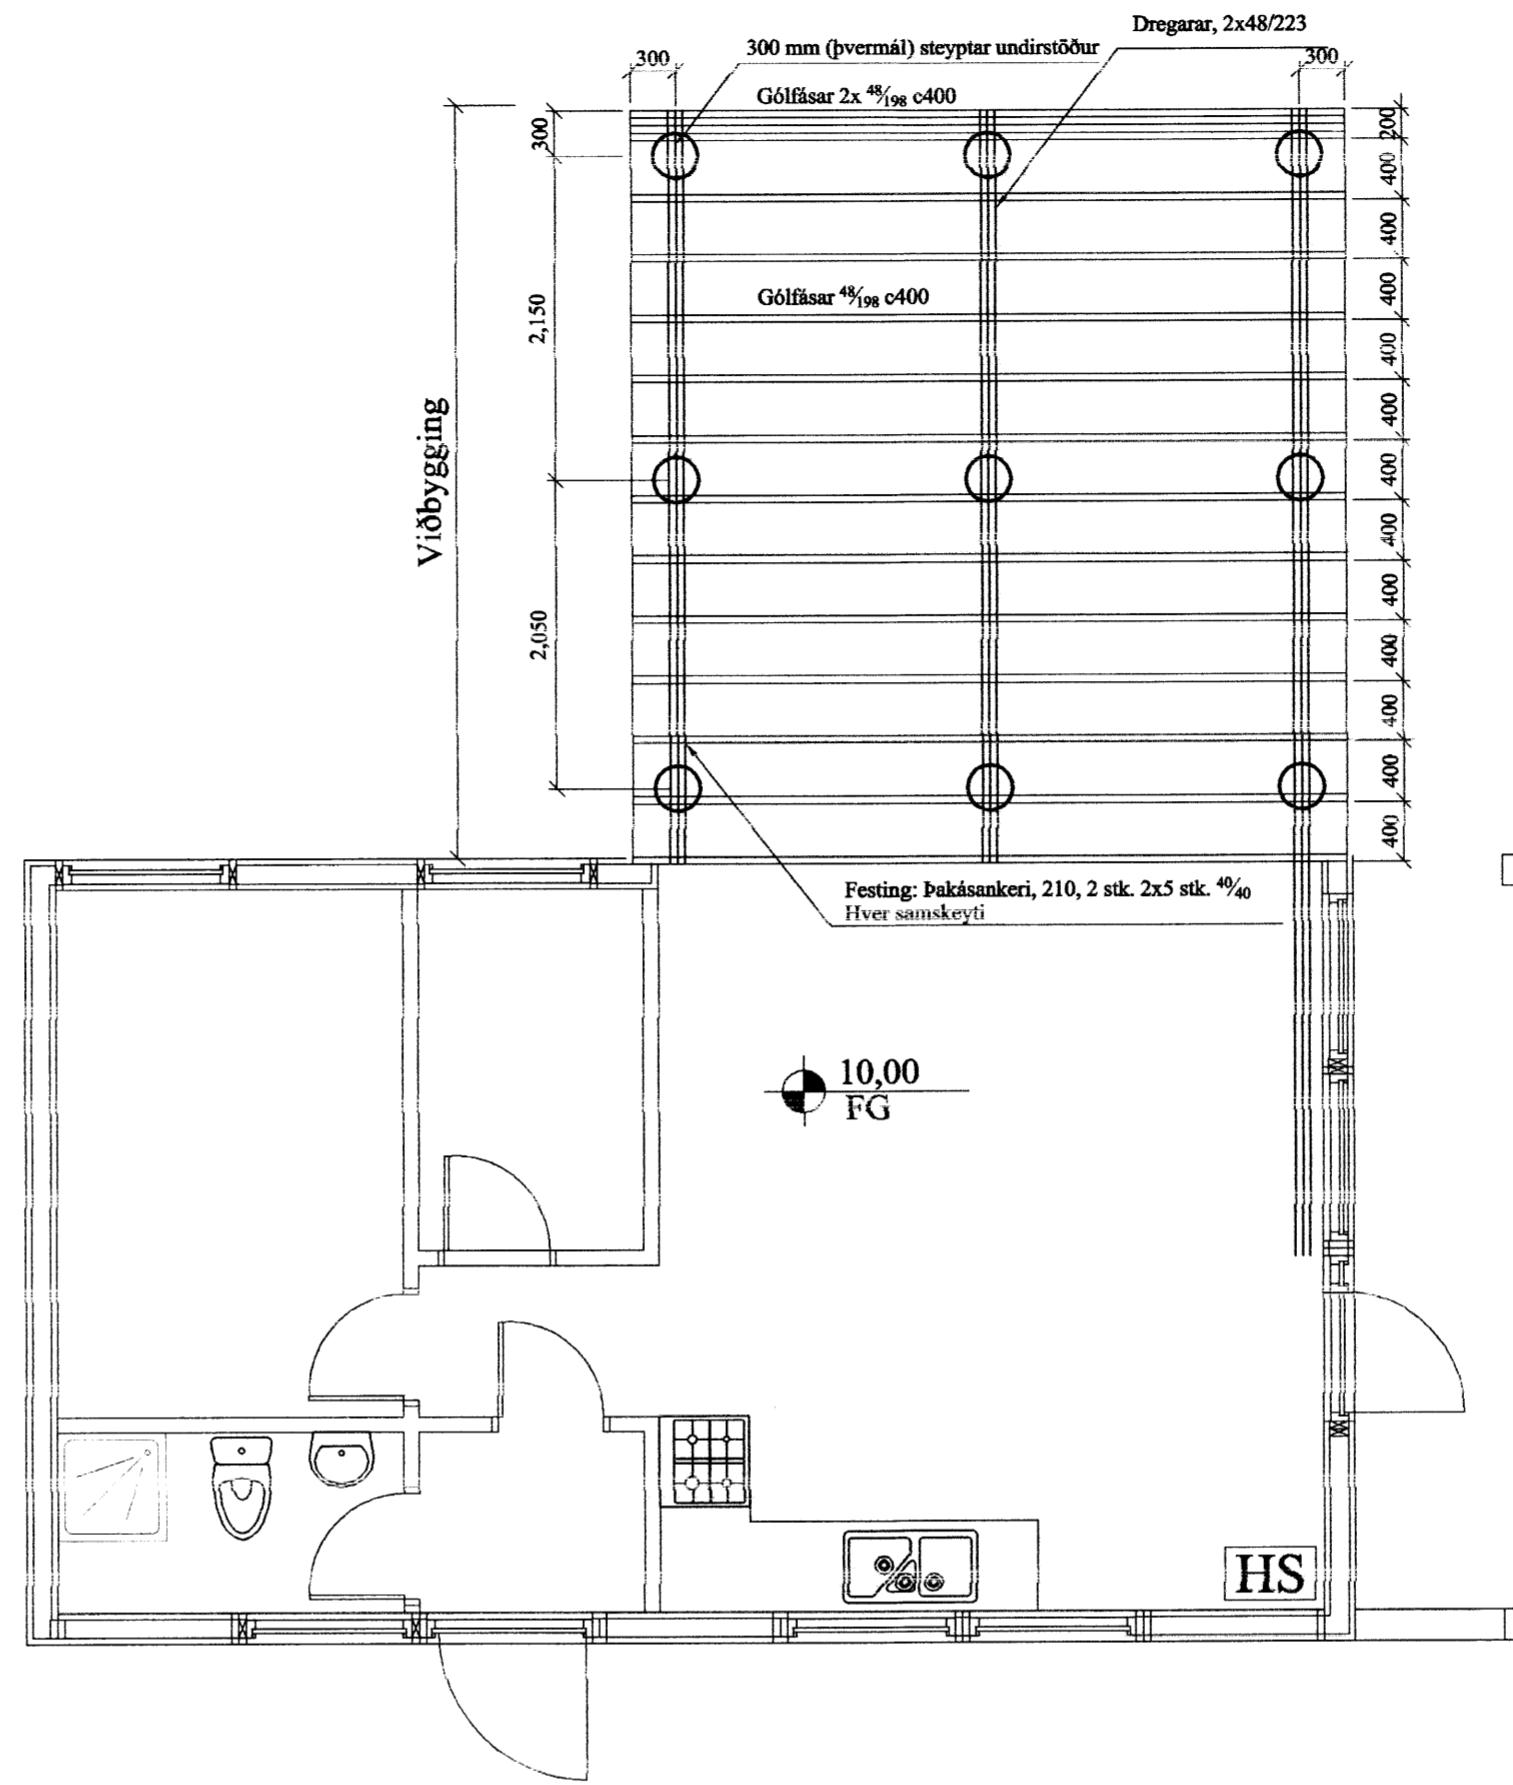 Dregarar, 2x48/223
300 mm (þvermál) steyptar undirstöður
300
300
Gólfásar 2x 48/198 c400
300
200
400
400
400
2,150
Gólfásar 48/198 c400
400
400
Viðbygging
400
400
2,050
400
400
400
400
400
Festing: Þakásankeri, 210, 2 stk. 2x5 stk. 40/40
Hver samskeyti
10,00
FG
HS